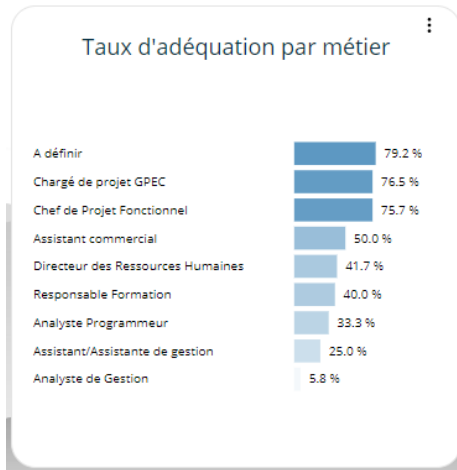 Taux d'adéquation par métier
A définir 79.2 %
Chargé de projet GPEC 76.5 %
Chef de Projet Fonctionnel 75.7 %
Assistant commercial 50.0 %
Directeur des Ressources Humaines 41.7 %
Responsable Formation 40.0 %
Analyste Programmeur 33.3 %
Assistant/Assistante de gestion 25.0 %
Analyste de Gestion 5.8 %